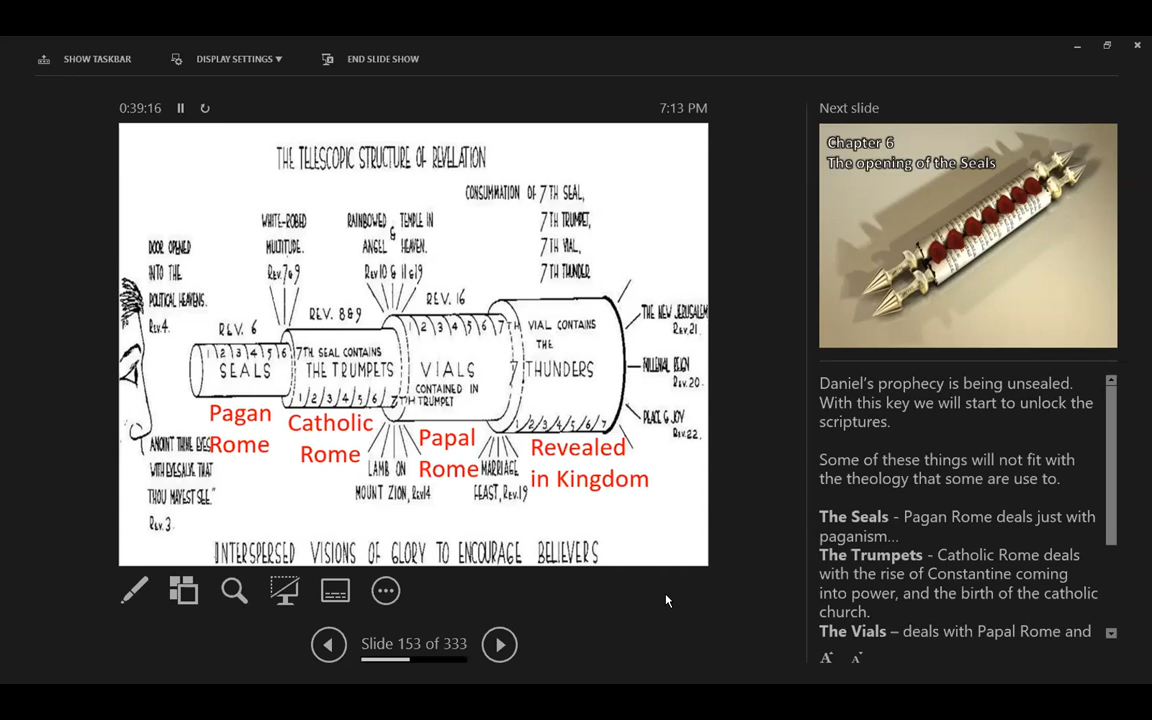 SHOW TASKBAR
DISPLAY SETTINGS ▼
END SLIDE SHOW
0:39:16
7:13 PM
THE TELESCOPIC STRUCTURE OF REVELATION
CONSUMMATION OF 7TH SEAL,
7TH TRUMPET,
7TH VIAL,
7TH THUNDER
WHITE-ROBED
MULTITUDE.
REV.7&9
RAINBOWED & TEMPLE IN
ANGEL HEAVEN.
REV10 & 11&19
DOOR OPENED
INTO THE
POLITICAL HEAVENS.
REV.4.
REV. 6
REV. 8&9
REV. 16
1 2 3 4 5 6
SEALS
7TH SEAL CONTAINS
THE TRUMPETS
1 2 3 4 5 6
7TH TRUMPET
1 2 3 4 5 6 7TH
VIALS
CONTAINED IN
VIAL CONTAINS
THE
7 THUNDERS
1 2 3 4 5 6 7
THE NEW JERUSALEM
REV.21.
REIGN
REV.20.
PEACE & JOY
REV.22.
Pagan
Rome
Catholic
Rome
Papal
Rome
Revealed
in Kingdom
ANOINT THINE EYES
WITH EYESALVE THAT
THOU MAYEST SEE."
REV.3.
LAMB ON
MOUNT ZION, REV14
MARRIAGE
FEAST, REV.19
INTERSPERSED VISIONS OF GLORY TO ENCOURAGE BELIEVERS
Slide 153 of 333
Next slide
Chapter 6
The opening of the Seals
Daniel's prophecy is being unsealed.
With this key we will start to unlock the
scriptures.
Some of these things will not fit with
the theology that some are use to.
The Seals - Pagan Rome deals just with
paganism...
The Trumpets - Catholic Rome deals
with the rise of Constantine coming
into power, and the birth of the catholic
church.
The Vials – deals with Papal Rome and
A A